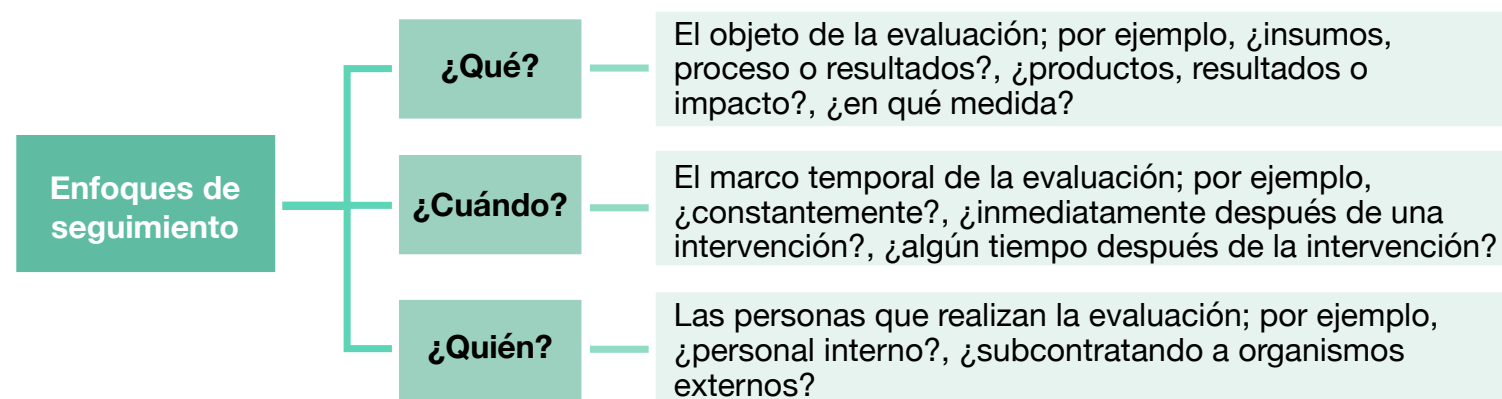 Enfoques de
seguimiento
¿Qué?
El objeto de la evaluación; por ejemplo, ¿insumos,
proceso o resultados?, ¿productos, resultados o
impacto?, ¿en qué medida?
¿Cuándo?
El marco temporal de la evaluación; por ejemplo,
¿constantemente?, ¿inmediatamente después de una
intervención?, ¿algún tiempo después de la intervención?
¿Quién?
Las personas que realizan la evaluación; por ejemplo,
¿personal interno?, ¿subcontratando a organismos
externos?